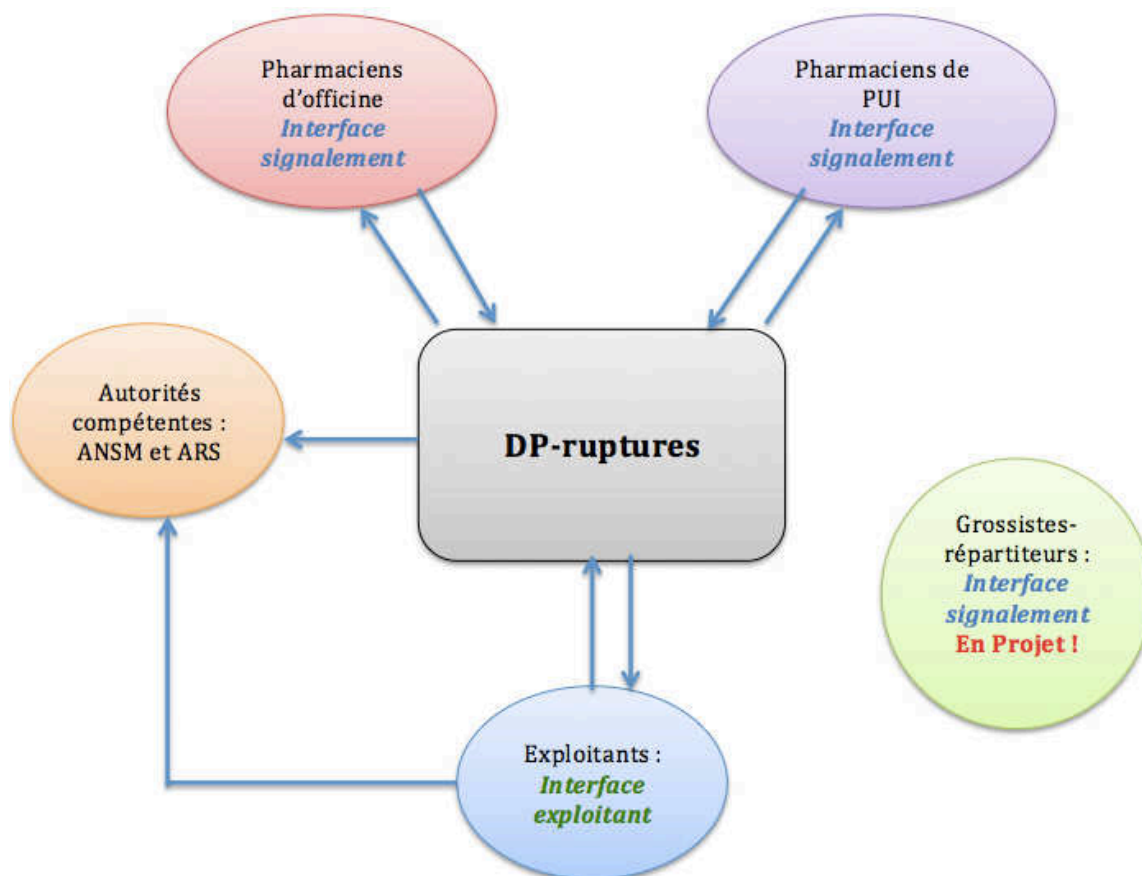 Pharmaciens
d’officine
Interface
signalement
Pharmaciens de
PUI
Interface
signalement
Autorités
compétentes :
ANSM et ARS
DP-ruptures
Grossistes-
répartiteurs :
Interface
signalement
En Projet !
Exploitants :
Interface
exploitant